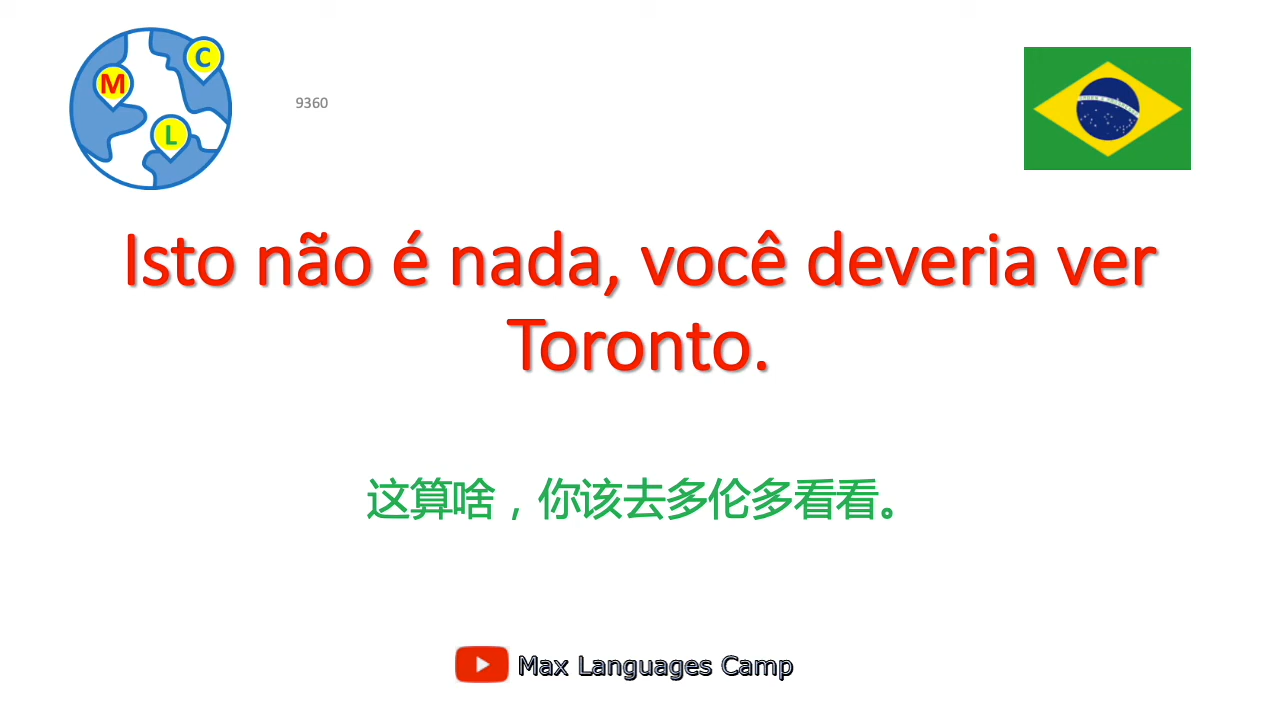 C
M
L
9360
Isto não é nada, você deveria ver
Toronto.
这算啥，你该去多伦多看看。
Max Languages Camp